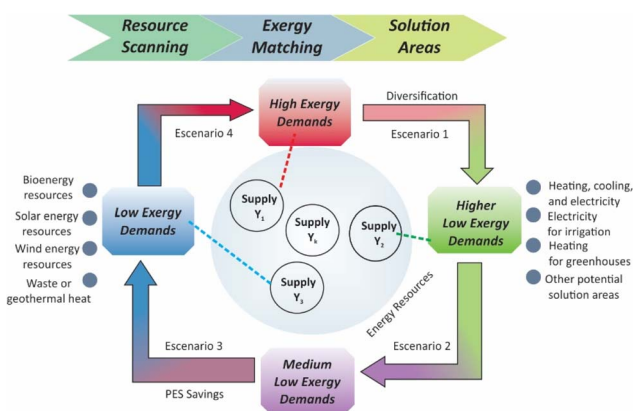 Resource
Scanning
Exergy
Matching
Solution
Areas
High Exergy
Demands
Diversification
Escenario 4
Escenario 1
Bioenergy
resources
Solar energy
resources
Wind energy
resources
Waste or
geothermal heat
Low Exergy
Demands
Supply
Y1
Supply
Yk
Supply
Y2
Supply
Y3
Higher
Low Exergy
Demands
Heating, cooling,
and electricity
Electricity
for irrigation
Heating
for greenhouses
Other potential
solution areas
Energy Resources
Escenario 3
Escenario 2
PES Savings
Medium
Low Exergy
Demands